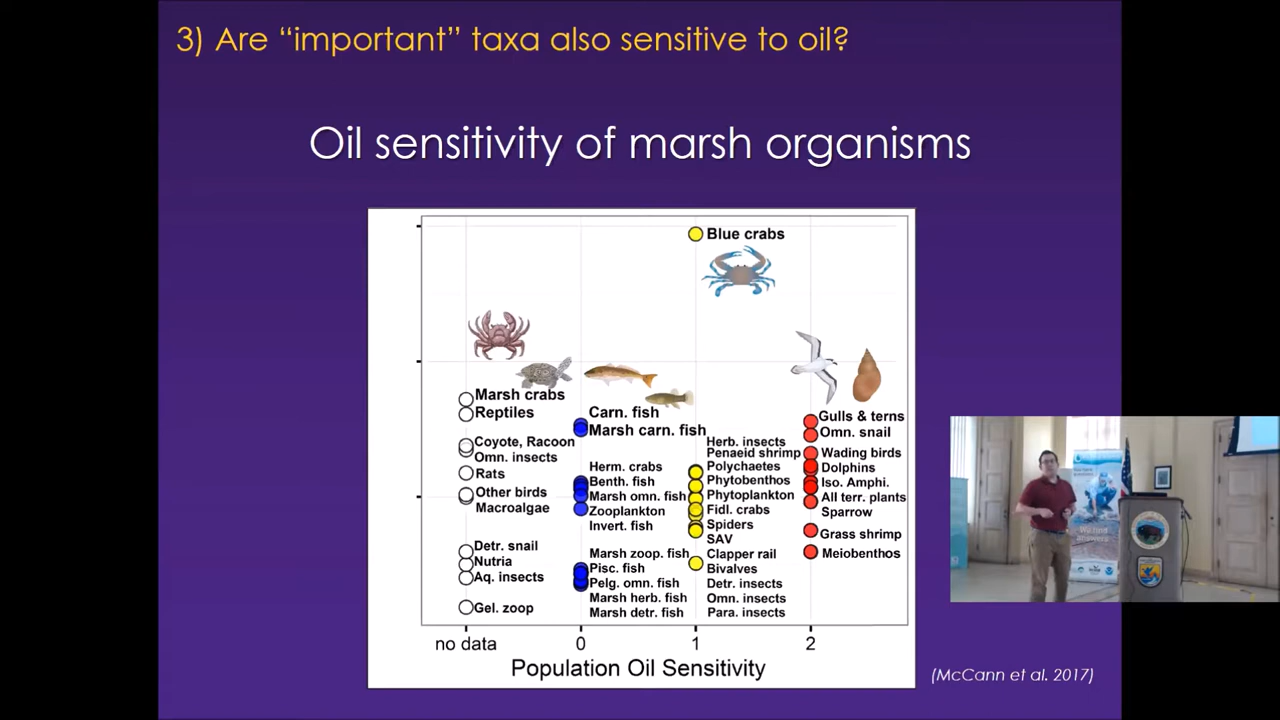 3) Are “important” taxa also sensitive to oil?
Oil sensitivity of marsh organisms
Blue crabs
Marsh crabs
Reptiles
Coyote, Racoon
Omn. insects
Rats
Other birds
Macroalgae
Detr. snail
Nutria
Aq. insects
Gel. zoop
Carn. fish
Marsh carn. fish
Herm. crabs
Benth. fish
Marsh omn. fish
Zooplankton
Invert. fish
Marsh zoop. fish
Pisc. fish
Pelg. omn. fish
Marsh herb. fish
Marsh detr. fish
Herb. insects
Penaeid shrimp
Polychaetes
Phytobenthos
Phytoplankton
Fidl. crabs
Spiders
SAV
Clapper rail
Bivalves
Detr. insects
Omn. insects
Para. insects
Gulls & terns
Omn. snail
Wading birds
Dolphins
Iso. Amphi.
All terr. plants
Sparrow
Grass shrimp
Meiobenthos
no data 0 1 2
Population Oil Sensitivity
(McCann et al. 2017)